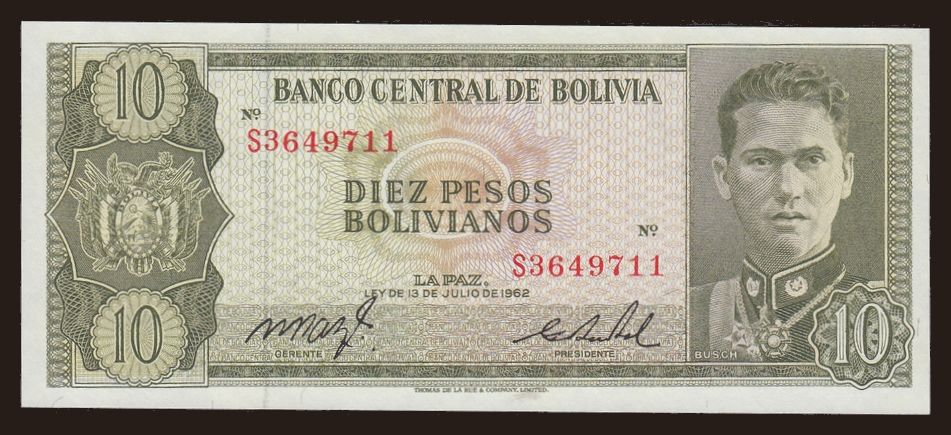 10
BANCO CENTRAL DE BOLIVIA
Nº
S3649711
DIEZ PESOS
BOLIVIANOS
Nº
S3649711
LA PAZ.
LEY DE 13 DE JULIO DE 1962
GERENTE
PRESIDENTE
BUSCH
10
10
THOMAS DE LA RUE & COMPANY, LIMITED.